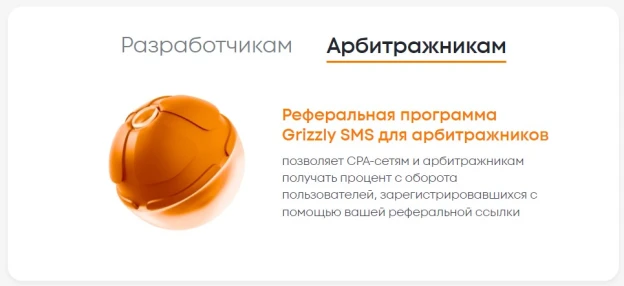 Разработчикам Арбитражникам
Реферальная программа
Grizzly SMS для арбитражников
позволяет CPA-сетям и арбитражникам
получать процент с оборота
пользователей, зарегистрировавшихся с
помощью вашей реферальной ссылки